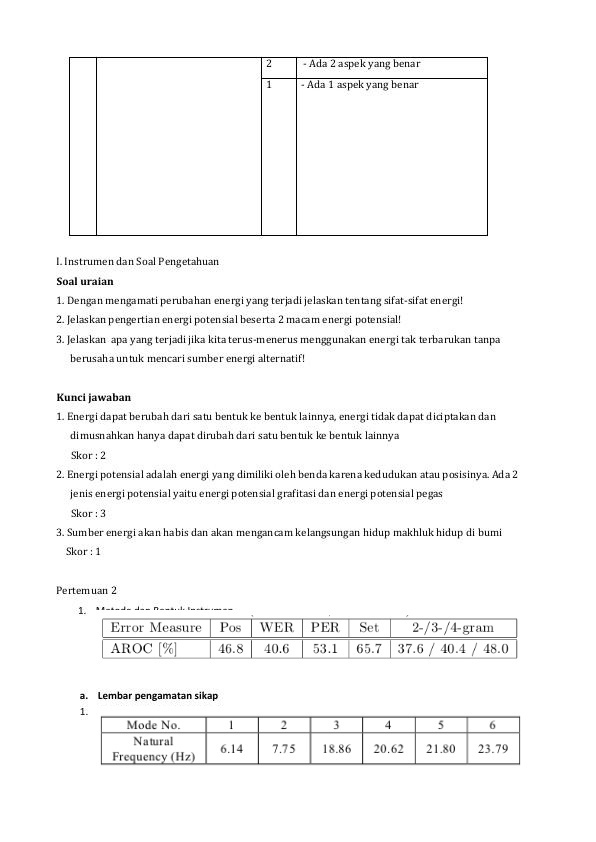 2 - Ada 2 aspek yang benar
1 - Ada 1 aspek yang benar
I. Instrumen dan Soal Pengetahuan
Soal uraian
1. Dengan mengamati perubahan energi yang terjadi jelaskan tentang sifat-sifat energi!
2. Jelaskan pengertian energi potensial beserta 2 macam energi potensial!
3. Jelaskan apa yang terjadi jika kita terus-menerus menggunakan energi tak terbarukan tanpa
berusaha untuk mencari sumber energi alternatif!
Kunci jawaban
1. Energi dapat berubah dari satu bentuk ke bentuk lainnya, energi tidak dapat diciptakan dan
dimusnahkan hanya dapat dirubah dari satu bentuk ke bentuk lainnya
Skor : 2
2. Energi potensial adalah energi yang dimiliki oleh benda karena kedudukan atau posisinya. Ada 2
jenis energi potensial yaitu energi potensial grafitasi dan energi potensial pegas
Skor : 3
3. Sumber energi akan habis dan akan mengancam kelangsungan hidup makhluk hidup di bumi
Skor : 1
Pertemuan 2
1.
Error Measure Pos WER PER Set 2-/3-/4-gram
AROC [%] 46.8 40.6 53.1 65.7 37.6 / 40.4 / 48.0
a. Lembar pengamatan sikap
1.
Mode No. 1 2 3 4 5 6
Natural
Frequency (Hz) 6.14 7.75 18.86 20.62 21.80 23.79